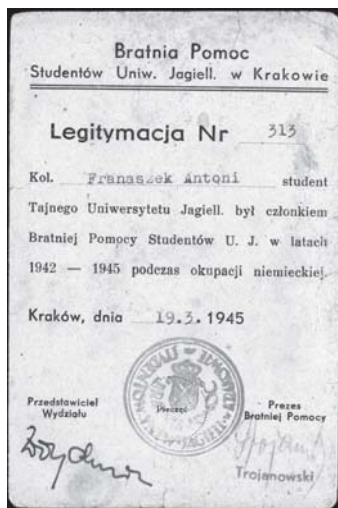 Bratnia Pomoc
Studentów Uniw. Jagiell. w Krakowie
Legitymacja Nr 313
Kol. Franaszek Antoni student
Tajnego Uniwersytetu Jagiell. był członkiem
Bratniej Pomocy Studentów U. J. w latach
1942 — 1945 podczas okupacji niemieckiej.
Kraków, dnia 19.3.1945
Przedstawiciel
Wydziału
Pieczęć
Prezes
Bratniej Pomocy
Trojanowski